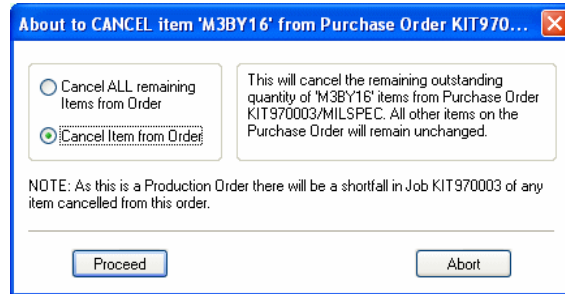 About to CANCEL item 'M3BY16' from Purchase Order KIT970...
Cancel ALL remaining
Items from Order
Cancel Item from Order
This will cancel the remaining outstanding
quantity of 'M3BY16' items from Purchase Order
KIT970003/MILSPEC. All other items on the
Purchase Order will remain unchanged.
NOTE: As this is a Production Order there will be a shortfall in Job KIT970003 of any
item cancelled from this order.
Proceed
Abort